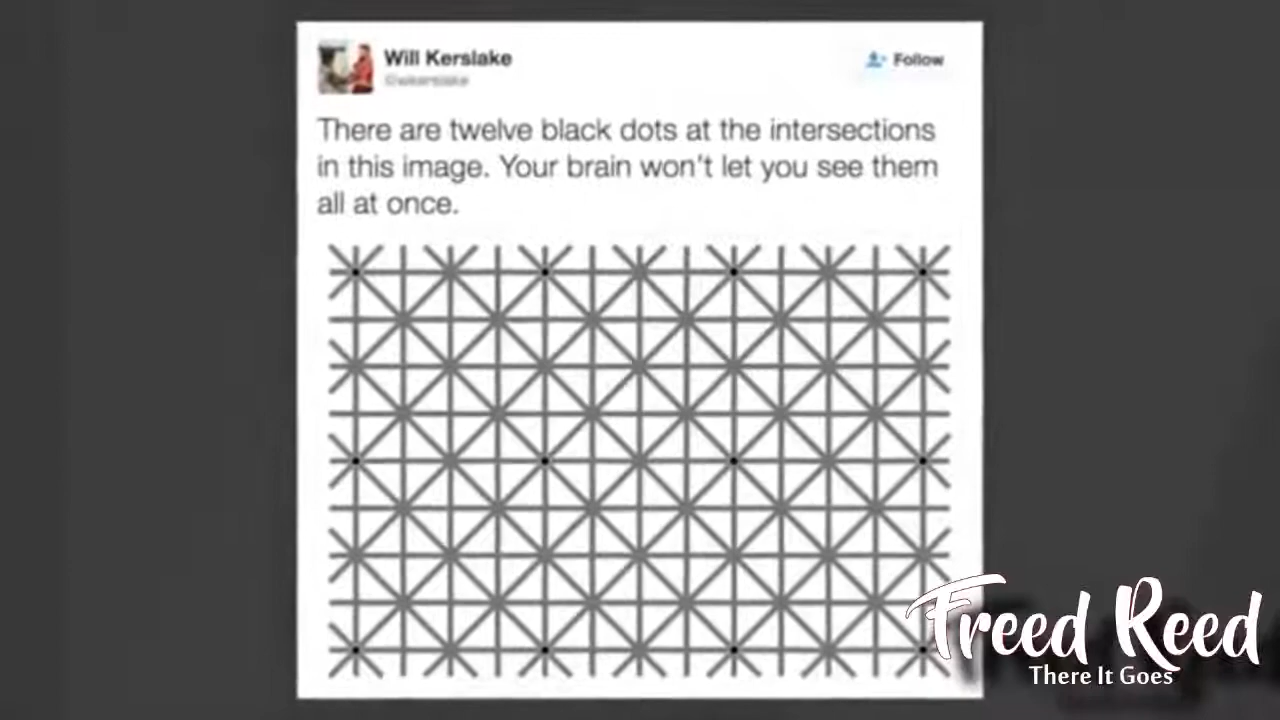 Will Kerslake
Follow
There are twelve black dots at the intersections
in this image. Your brain won't let you see them
all at once.
Freed Reed
There It Goes